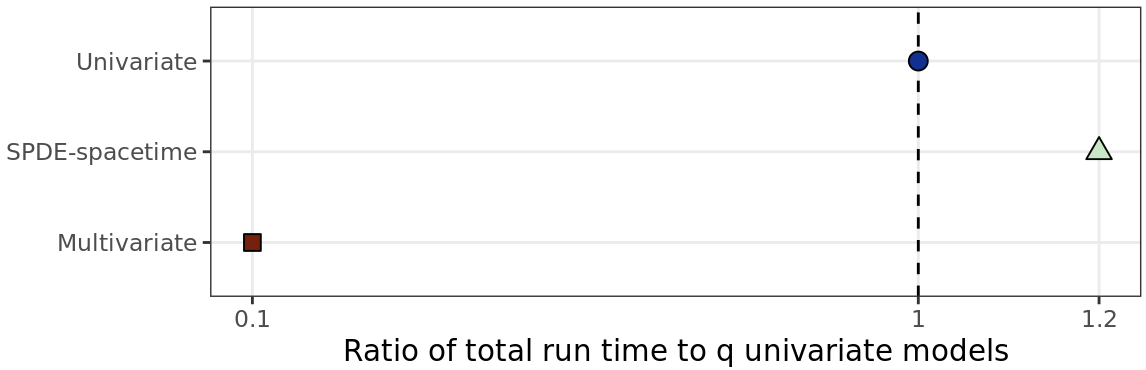 Univariate
SPDE-spacetime
Multivariate
0.1 1 1.2
Ratio of total run time to q univariate models